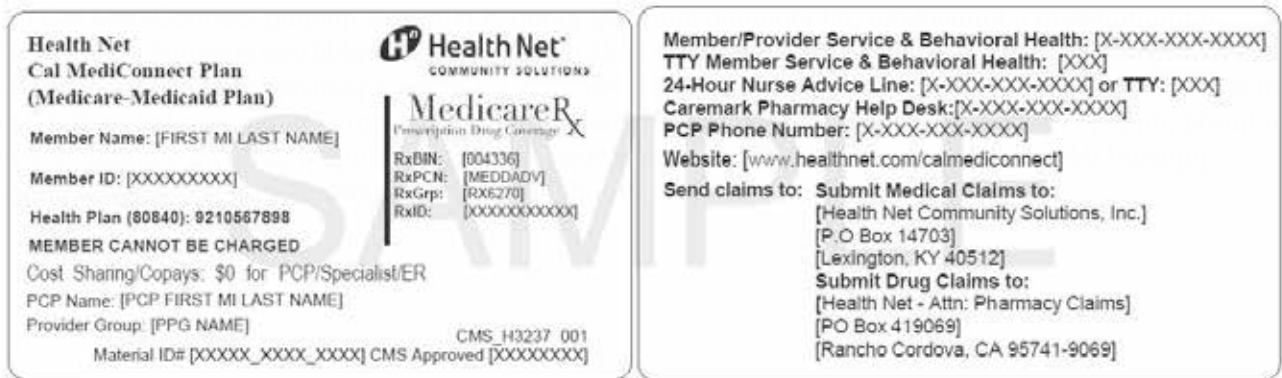 Health Net
Cal MediConnect Plan
(Medicare-Medicaid Plan)
Member Name: [FIRST MI LAST NAME]
Member ID: [XXXXXXXXX]
Health Plan (80840): 9210567898
MEMBER CANNOT BE CHARGED
Cost Sharing/Copays: $0 for PCP/Specialist/ER
PCP Name: [PCP FIRST MI LAST NAME]
Provider Group: [PPG NAME]
Health Net
COMMUNITY SOLUTIONS
MedicareRx
Prescription Drug Coverage
RxBIN: [004336]
RxPCN: [MEDDADV]
RxGrp: [RX6270]
RxID: [XXXXXXXXXXX]
CMS_H3237 001
Material ID# [XXXXX_XXXX_XXXX] CMS Approved [XXXXXXXX]
Member/Provider Service & Behavioral Health: [X-XXX-XXX-XXXX]
TTY Member Service & Behavioral Health: [XXX]
24-Hour Nurse Advice Line: [X-XXX-XXX-XXXX] or TTY: [XXX]
Caremark Pharmacy Help Desk:[X-XXX-XXX-XXXX]
PCP Phone Number: [X-XXX-XXX-XXXX]
Website: [www.healthnet.com/calmediconnect]
Send claims to: Submit Medical Claims to:
[Health Net Community Solutions, Inc.]
[P.O Box 14703]
[Lexington, KY 40512]
Submit Drug Claims to:
[Health Net - Attn: Pharmacy Claims]
[PO Box 419069]
[Rancho Cordova, CA 95741-9069]
SAMPLE